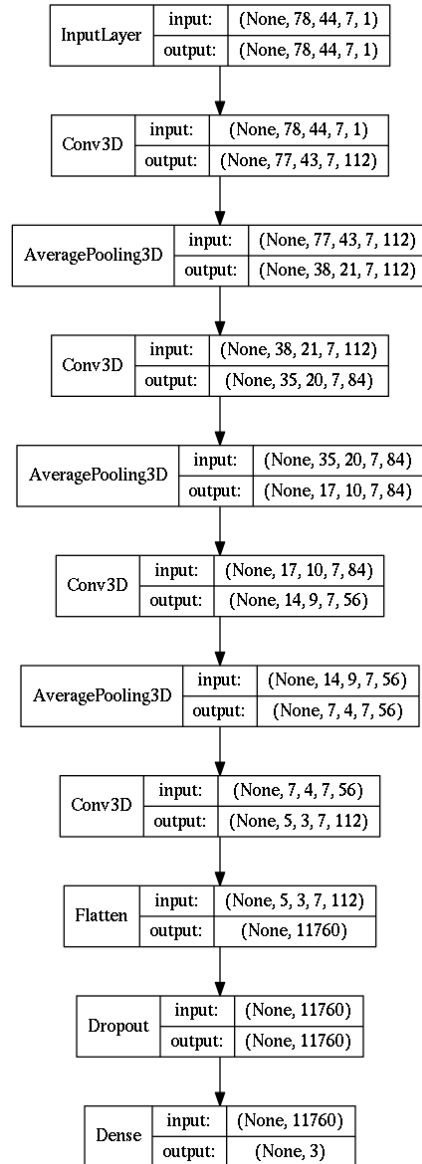 InputLayer input: (None, 78, 44, 7, 1)
output: (None, 78, 44, 7, 1)
Conv3D input: (None, 78, 44, 7, 1)
output: (None, 77, 43, 7, 112)
AveragePooling3D input: (None, 77, 43, 7, 112)
output: (None, 38, 21, 7, 112)
Conv3D input: (None, 38, 21, 7, 112)
output: (None, 35, 20, 7, 84)
AveragePooling3D input: (None, 35, 20, 7, 84)
output: (None, 17, 10, 7, 84)
Conv3D input: (None, 17, 10, 7, 84)
output: (None, 14, 9, 7, 56)
AveragePooling3D input: (None, 14, 9, 7, 56)
output: (None, 7, 4, 7, 56)
Conv3D input: (None, 7, 4, 7, 56)
output: (None, 5, 3, 7, 112)
Flatten input: (None, 5, 3, 7, 112)
output: (None, 11760)
Dropout input: (None, 11760)
output: (None, 11760)
Dense input: (None, 11760)
output: (None, 3)